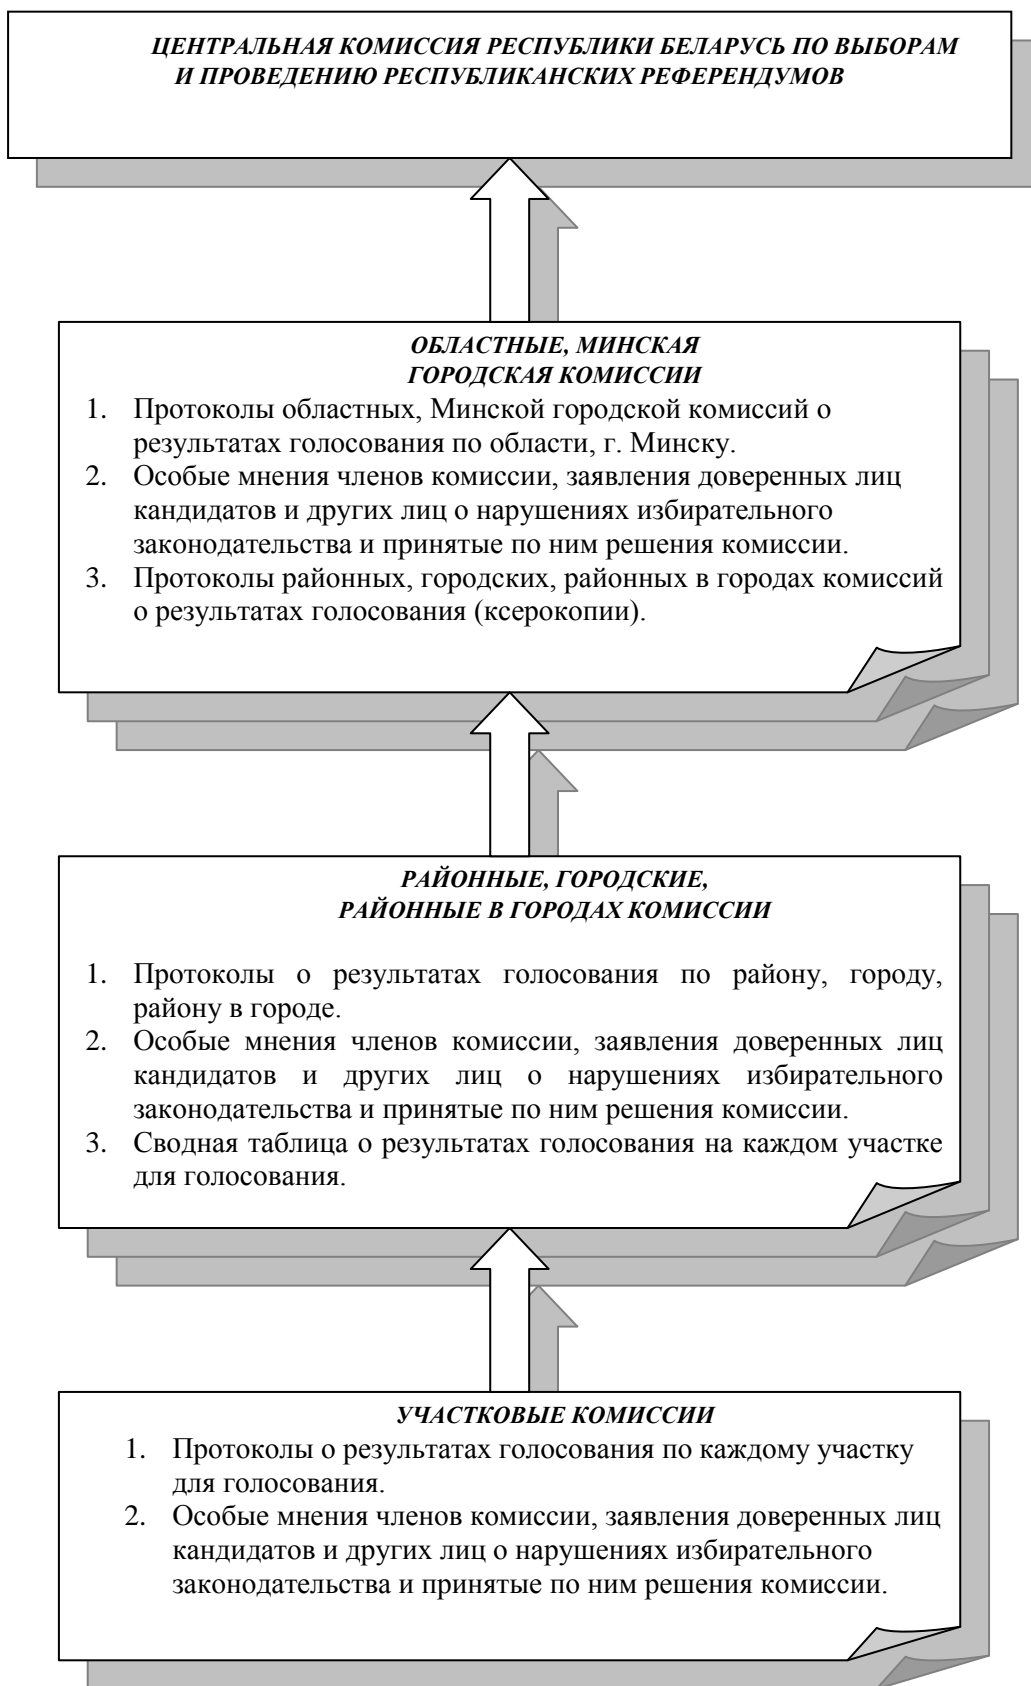 ЦЕНТРАЛЬНАЯ КОМИССИЯ РЕСПУБЛИКИ БЕЛАРУСЬ ПО ВЫБОРАМ
И ПРОВЕДЕНИЮ РЕСПУБЛИКАНСКИХ РЕФЕРЕНДУМОВ
ОБЛАСТНЫЕ, МИНСКАЯ
ГОРОДСКАЯ КОМИССИИ
1. Протоколы областных, Минской городской комиссий о
результатах голосования по области, г. Минску.
2. Особые мнения членов комиссии, заявления доверенных лиц
кандидатов и других лиц о нарушениях избирательного
законодательства и принятые по ним решения комиссии.
3. Протоколы районных, городских, районных в городах комиссий
о результатах голосования (ксерокопии).
РАЙОННЫЕ, ГОРОДСКИЕ,
РАЙОННЫЕ В ГОРОДАХ КОМИССИИ
1. Протоколы о результатах голосования по району, городу,
району в городе.
2. Особые мнения членов комиссии, заявления доверенных лиц
кандидатов и других лиц о нарушениях избирательного
законодательства и принятые по ним решения комиссии.
3. Сводная таблица о результатах голосования на каждом участке
для голосования.
УЧАСТКОВЫЕ КОМИССИИ
1. Протоколы о результатах голосования по каждому участку
для голосования.
2. Особые мнения членов комиссии, заявления доверенных лиц
кандидатов и других лиц о нарушениях избирательного
законодательства и принятые по ним решения комиссии.